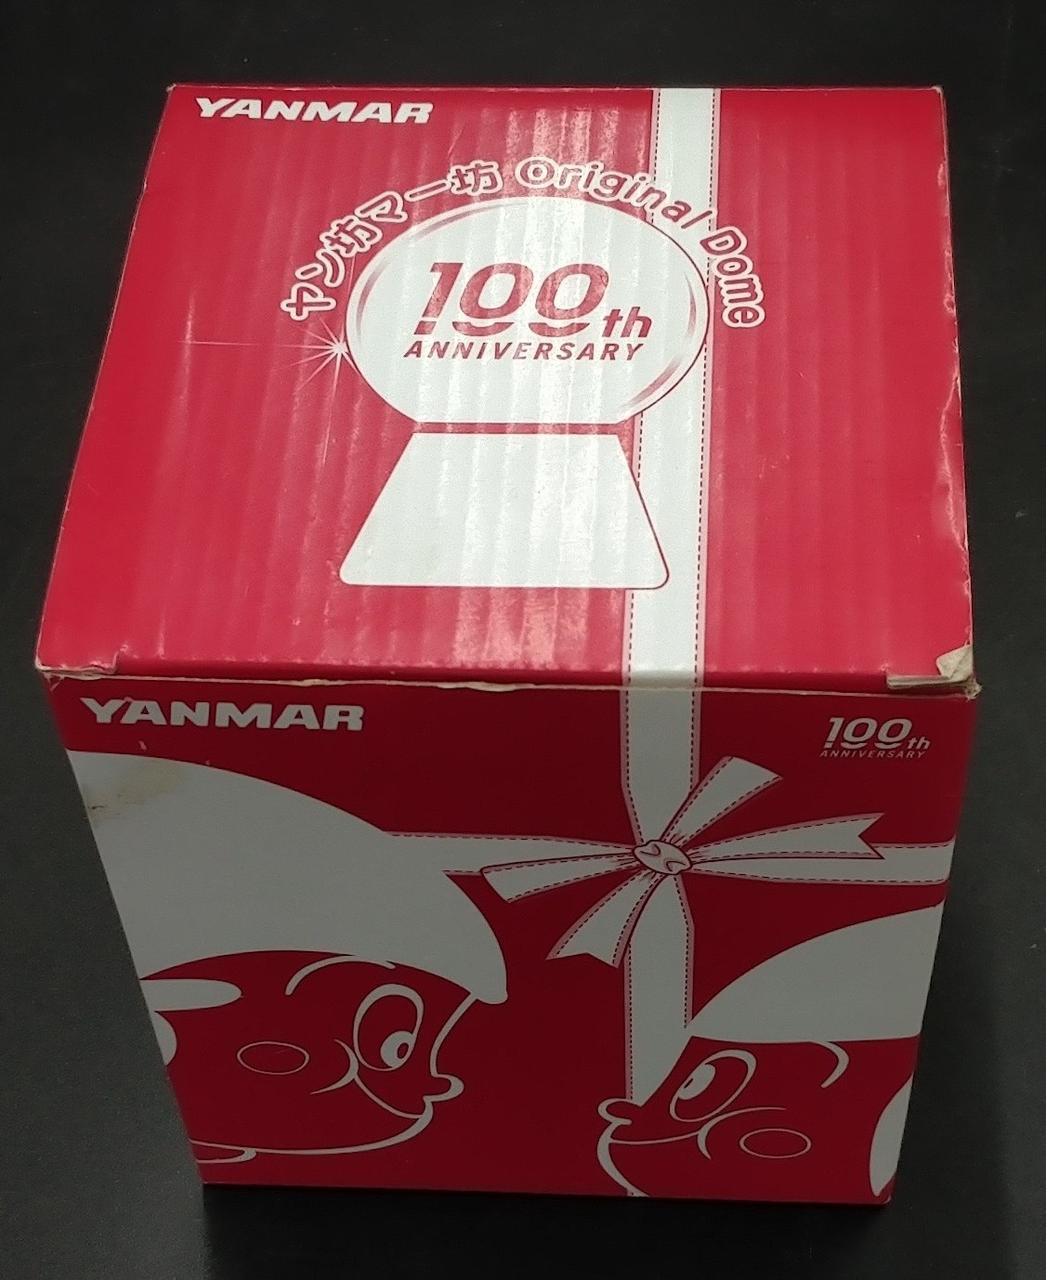 YANMAR
ヤン坊マー坊 Original Dome
100th
ANNIVERSARY
YANMAR
100th
ANNIVERSARY